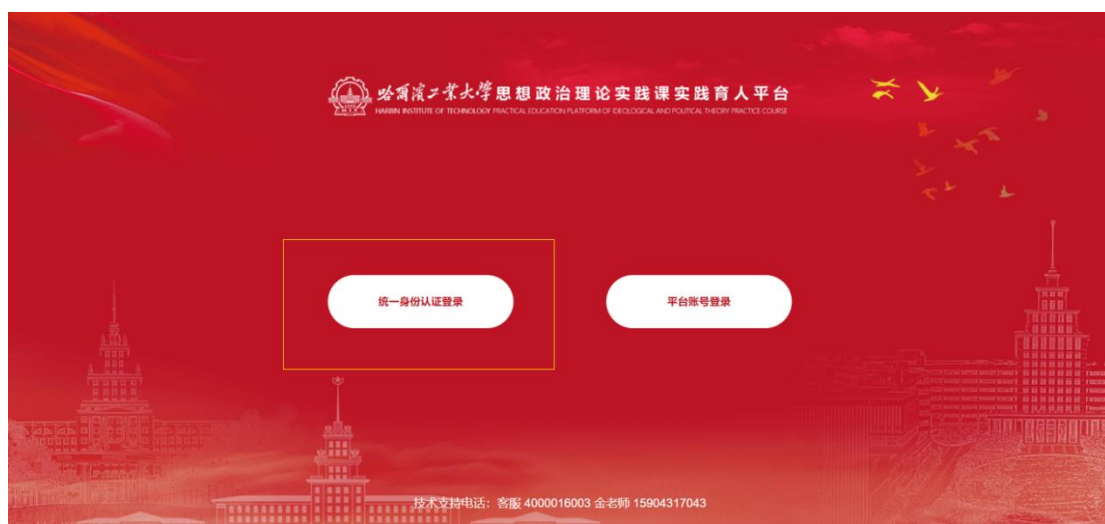 哈爾濱工業大學思想政治理论实践课实践育人平台
HARBIN INSTITUTE OF TECHNOLOGY PRACTICAL EDUCATION PLATFORM OF IDEOLOGICAL AND POLITICAL THEORY PRACTICE COURSE
统一身份认证登录
平台账号登录
技术支持电话：客服 4000016003 金老师 15904317043